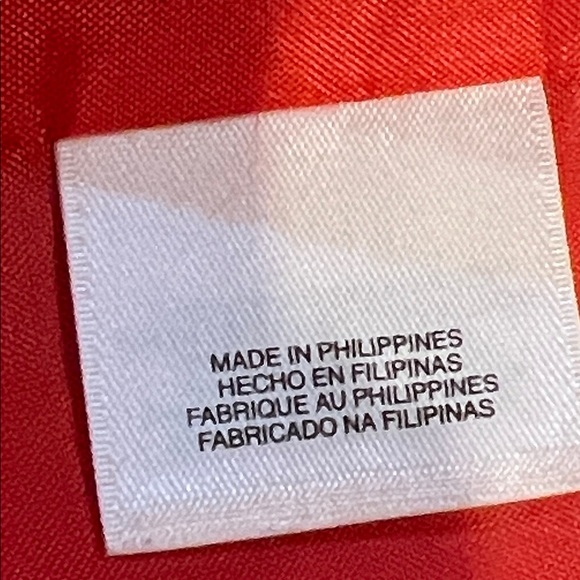 MADE IN PHILIPPINES
HECHO EN FILIPINAS
FABRIQUE AU PHILIPPINES
FABRICADO NA FILIPINAS